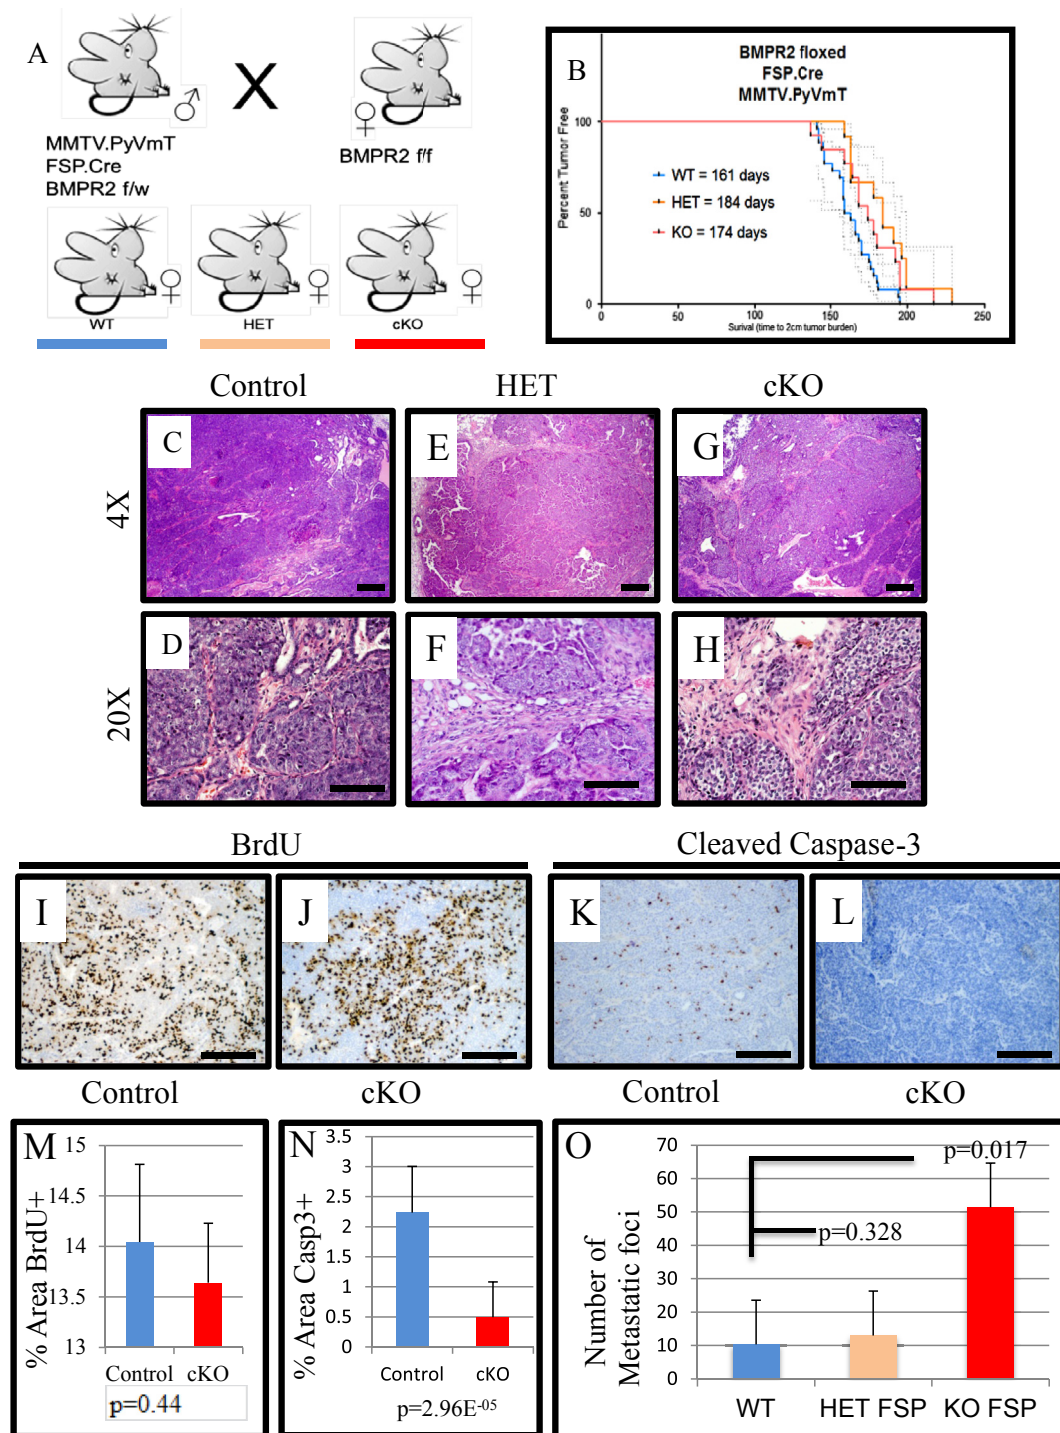 A
X
♂
♀
MMTV.PyVmT
FSP.Cre
BMPR2 f/w
BMPR2 f/f
♀
♀
♀
WT
HET
cKO
B
BMPR2 floxed
FSP.Cre
MMTV.PyVmT
Percent Tumor Free
100
50
0
WT = 161 days
HET = 184 days
KO = 174 days
0
50
100
150
200
250
Surival (time to 2cm tumor burden)
Control
HET
cKO
4X
C
E
G
20X
D
F
H
BrdU
Cleaved Caspase-3
I
J
K
L
Control
cKO
Control
cKO
M
% Area BrdU+
15
14.5
14
13.5
13
Control
cKO
p=0.44
N
% Area Casp3+
3.5
3
2.5
2
1.5
1
0.5
0
Control
cKO
p=2.96E-05
O
Number of
Metastatic foci
70
60
50
40
30
20
10
0
p=0.017
p=0.328
WT
HET FSP
KO FSP